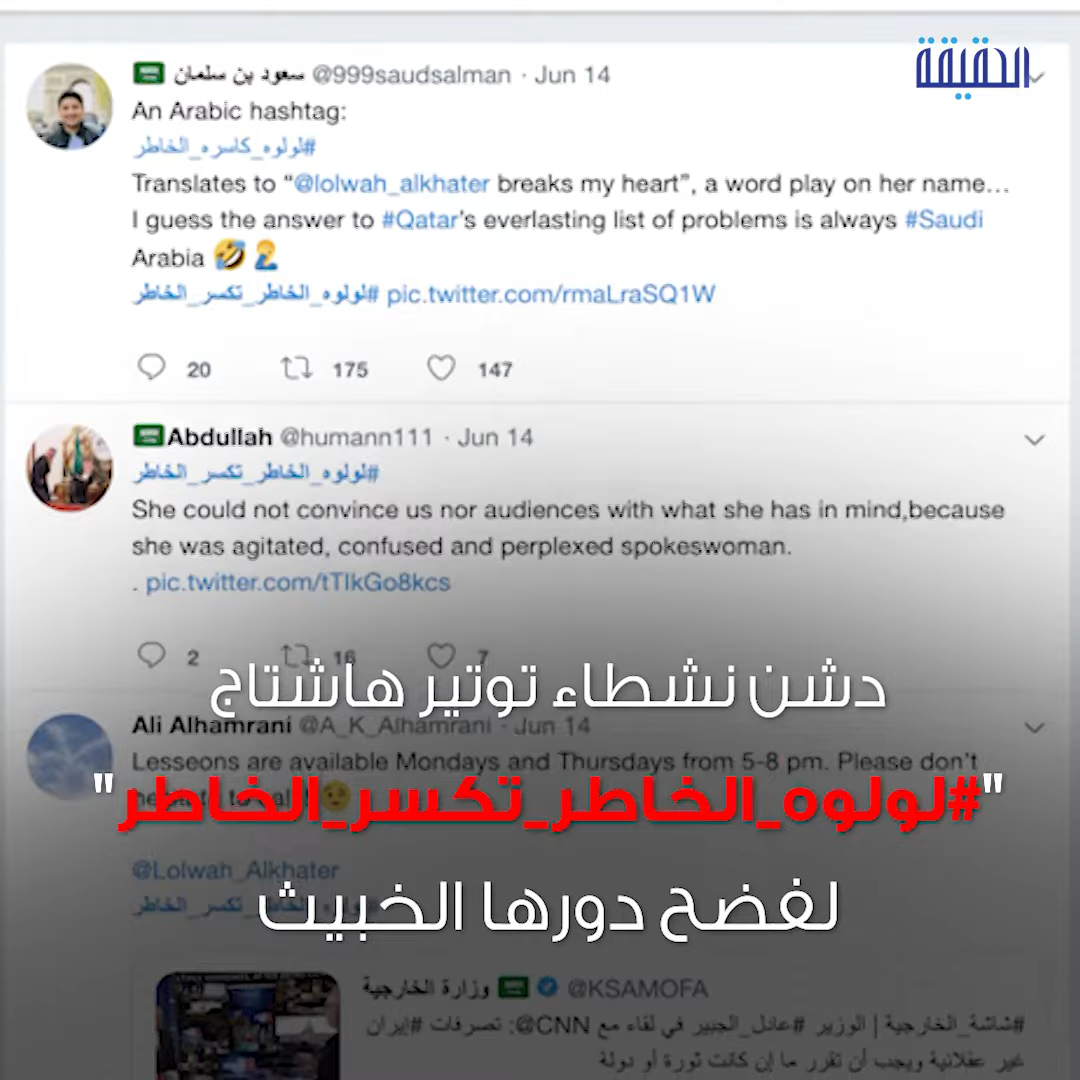 الحقيقة
سعود بن سلمان @999saudsalman · Jun 14
An Arabic hashtag:
#لولوه_كاسره_الخاطر
Translates to “@lolwah_alkhater breaks my heart”, a word play on her name...
I guess the answer to #Qatar's everlasting list of problems is always #Saudi
Arabia 🤣🤦‍♂️
#لولوه_الخاطر_تكسر_الخاطر pic.twitter.com/rmaLraSQ1W
20 175 147
Abdullah @humann111 · Jun 14
#لولوه_الخاطر_تكسر_الخاطر
She could not convince us nor audiences with what she has in mind,because
she was agitated, confused and perplexed spokeswoman.
. pic.twitter.com/tTIkGo8kcs
2 16 7
دشن نشطاء توتير هاشتاج
Ali Alhamrani @A_K_Alhamrani · Jun 14
Lesseons are available Mondays and Thursdays from 5-8 pm. Please don't
"#لولوه_الخاطر_تكسر_الخاطر"
@Lolwah_Alkhater
لفضح دورها الخبيث
#لولوه_الخاطر_تكسر_الخاطر
وزارة الخارجية @KSAMOFA
#شاشة_الخارجية | الوزير #عادل_الجبير في لقاء مع CNN@: تصرفات #إيران
غير عقلانية ويجب أن تقرر ما إن كانت ثورة أو دولة